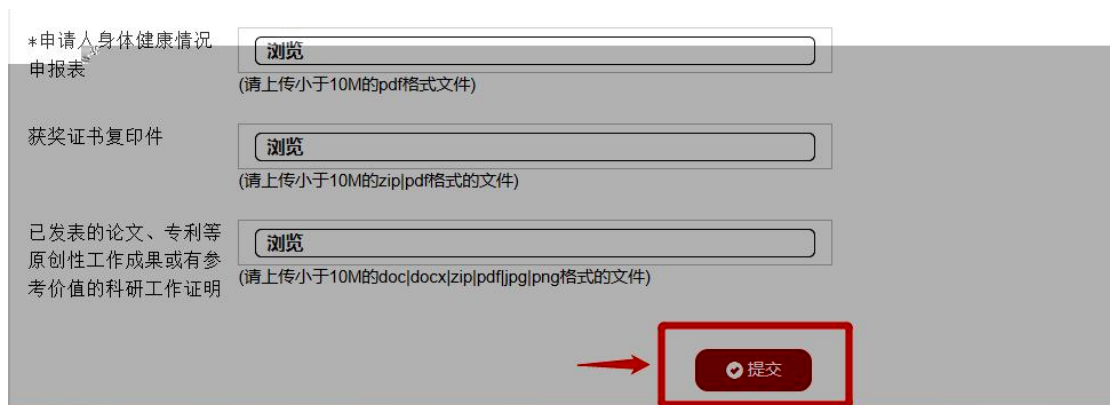 *申请人身体健康情况
申报表
浏览
(请上传小于10M的pdf格式文件)
获奖证书复印件
浏览
(请上传小于10M的zip|pdf格式的文件)
已发表的论文、专利等
原创性工作成果或有参
考价值的科研工作证明
浏览
(请上传小于10M的doc|docx|zip|pdf|jpg|png格式的文件)
提交